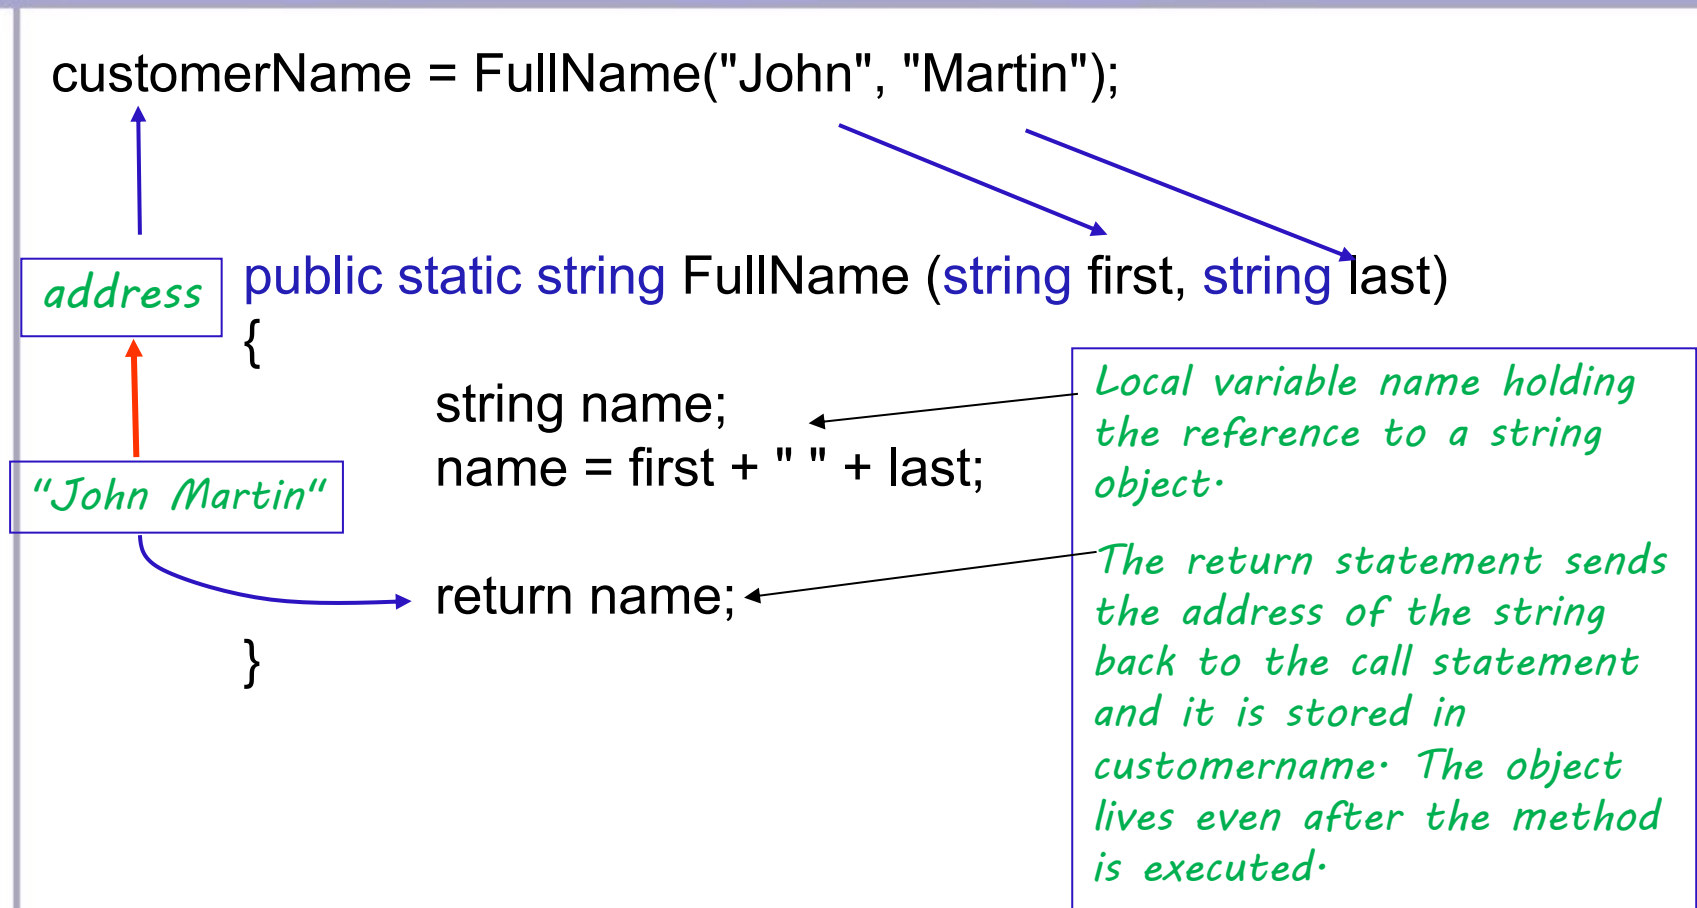 customerName = FullName("John", "Martin");
address
public static string FullName (string first, string last)
{
string name;
name = first + " " + last;
"John Martin"
return name;
}
Local variable name holding
the reference to a string
object.
The return statement sends
the address of the string
back to the call statement
and it is stored in
customername. The object
lives even after the method
is executed.